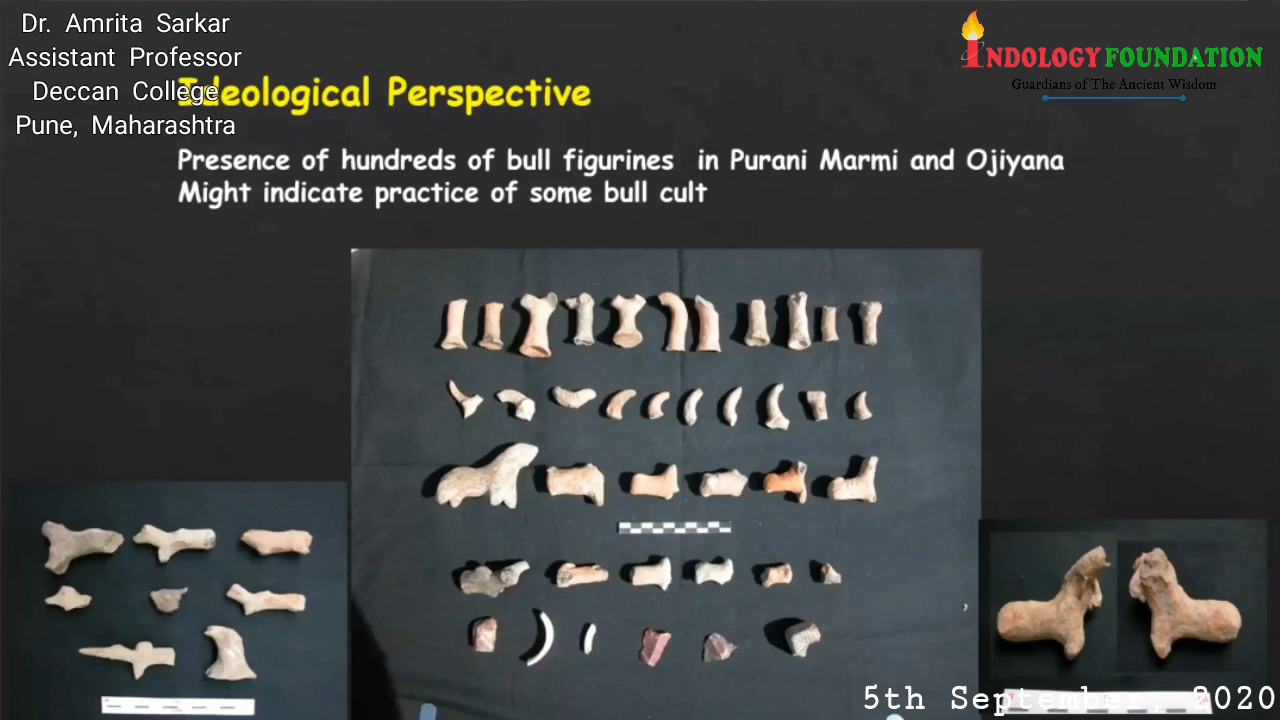 Dr. Amrita Sarkar
Assistant Professor
Deccan College
Pune, Maharashtra
INDOLOGY FOUNDATION
Guardians of The Ancient Wisdom
Ideological Perspective
Presence of hundreds of bull figurines in Purani Marmi and Ojiyana
Might indicate practice of some bull cult
5th September, 2020